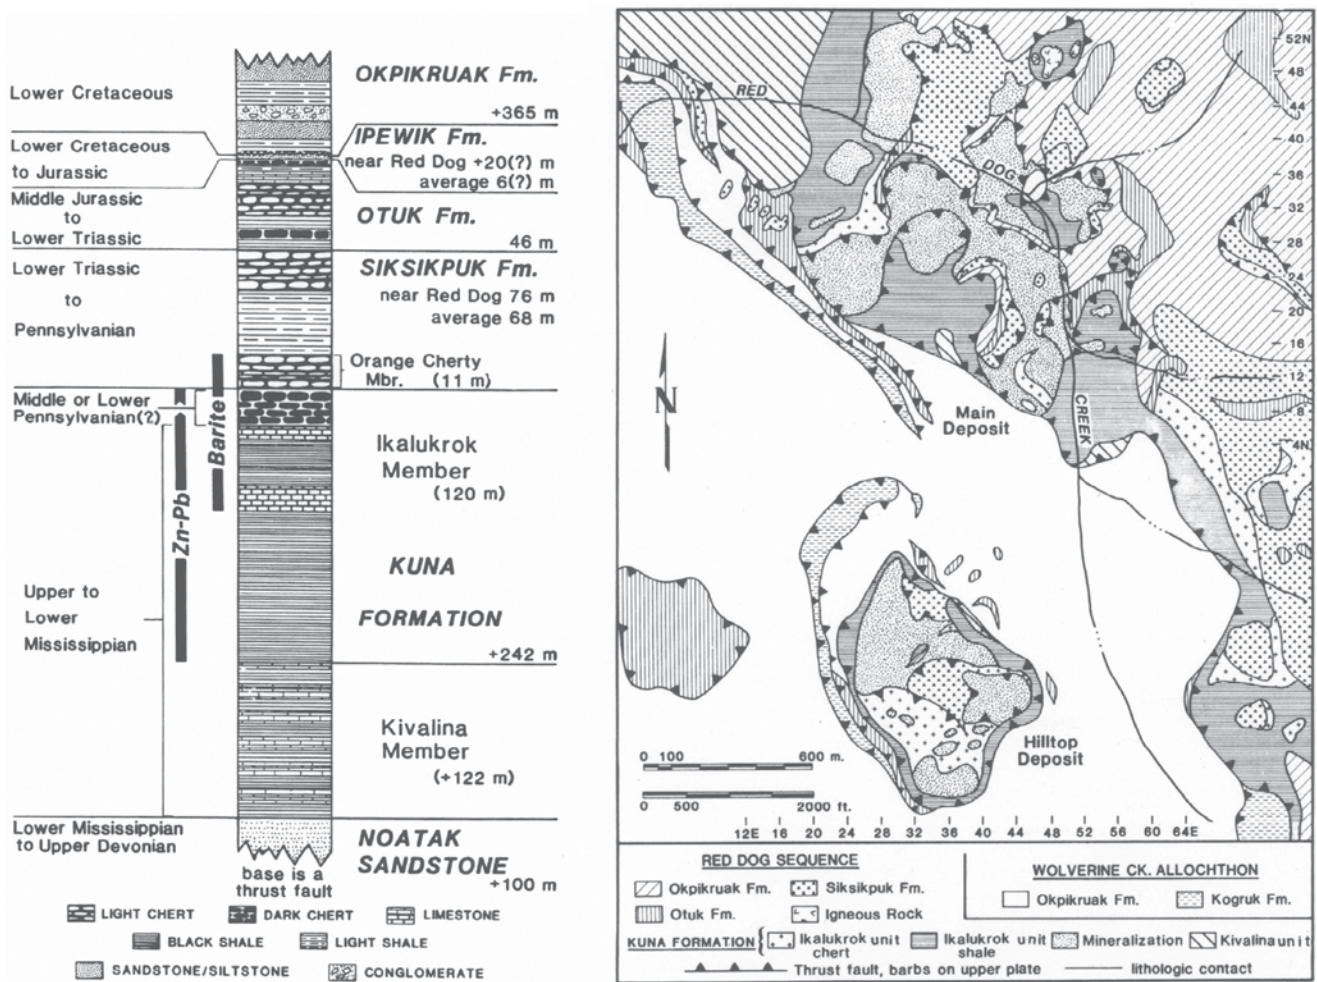 Lower Cretaceous
OKPIKRUAK Fm.
+365 m
Lower Cretaceous
to Jurassic
IPEWIK Fm.
near Red Dog +20(?) m
average 6(?) m
Middle Jurassic
to
Lower Triassic
OTUK Fm.
46 m
Lower Triassic
to
Pennsylvanian
SIKSIKPUK Fm.
near Red Dog 76 m
average 68 m
Orange Cherty
Mbr. (11 m)
Middle or Lower
Pennsylvanian(?)
Barite
Zn-Pb
Ikalukrok
Member
(120 m)
Upper to
Lower
Mississippian
KUNA
FORMATION
+242 m
Kivalina
Member
(+122 m)
Lower Mississippian
to Upper Devonian
NOATAK
SANDSTONE
+100 m
base is a
thrust fault
LIGHT CHERT DARK CHERT LIMESTONE
BLACK SHALE LIGHT SHALE
SANDSTONE/SILTSTONE CONGLOMERATE
RED
DOG
CREEK
52N
48
44
40
36
32
28
24
20
16
12
8
4N
N
Main
Deposit
Hilltop
Deposit
0 100 600 m.
0 500 2000 ft.
12E 16 20 24 28 32 36 40 44 48 52 56 60 64E
RED DOG SEQUENCE
Okpikruak Fm. Siksikpuk Fm.
Otuk Fm. Igneous Rock
WOLVERINE CK. ALLOCHTHON
Okpikruak Fm. Kogruk Fm.
KUNA FORMATION Ikalukrok unit chert Ikalukrok unit shale Mineralization Kivalina unit
Thrust fault, barbs on upper plate lithologic contact